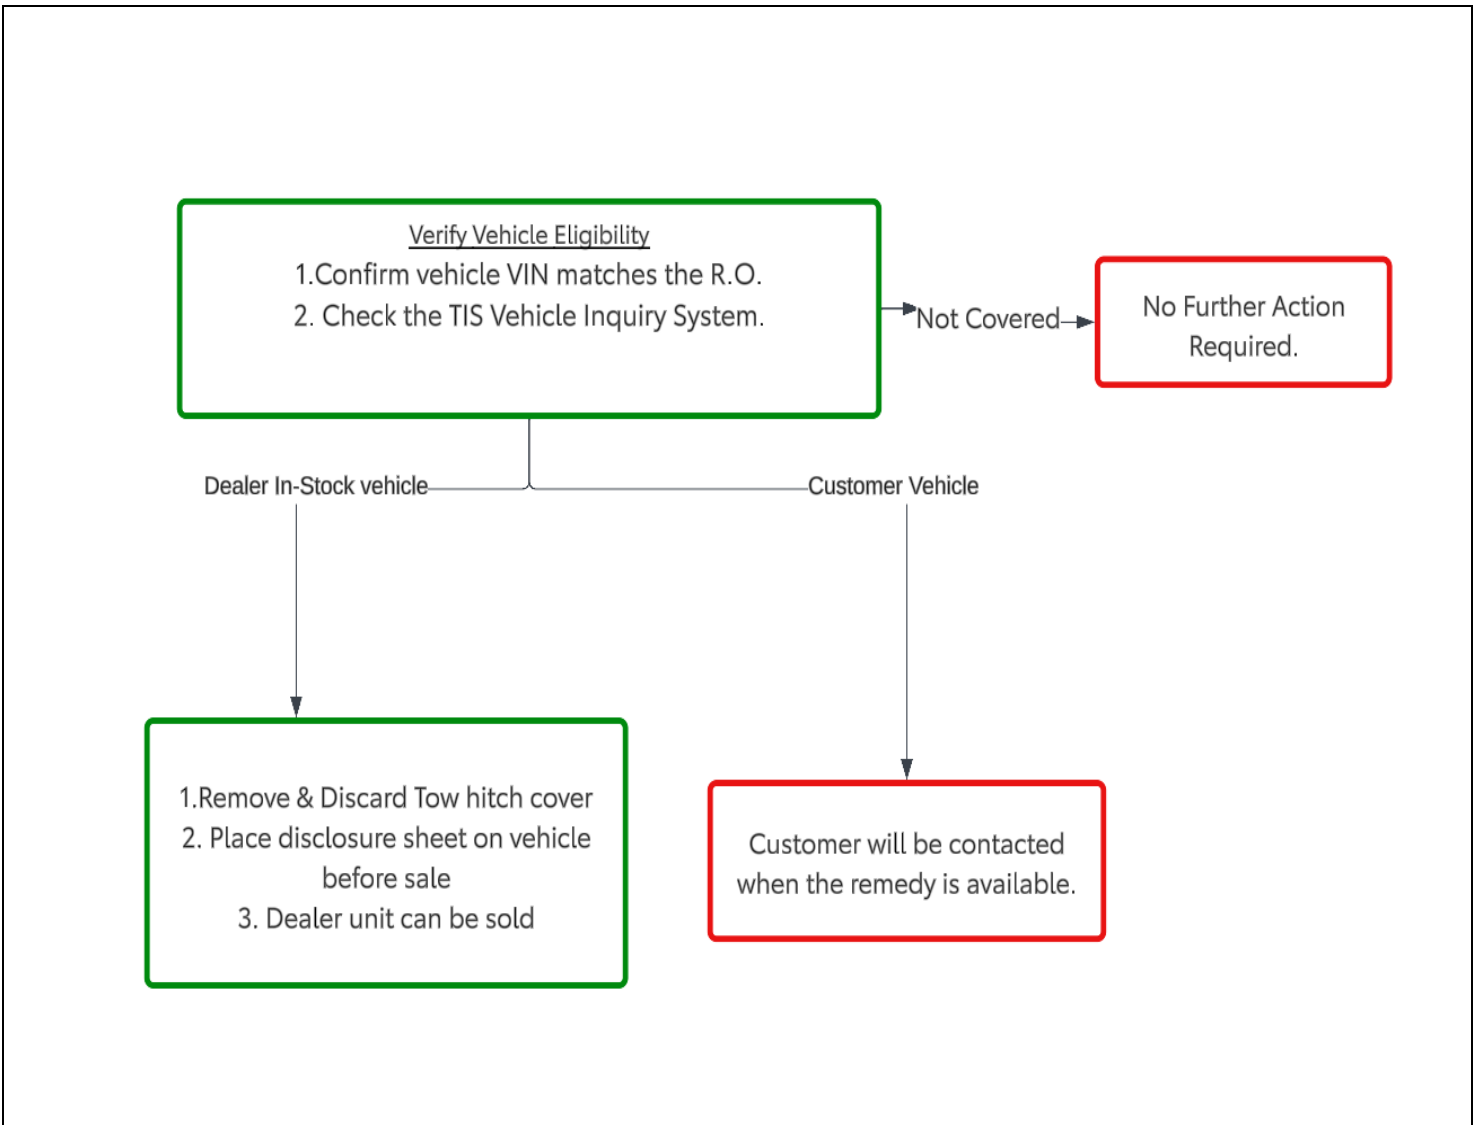 Verify Vehicle Eligibility
1.Confirm vehicle VIN matches the R.O.
2. Check the TIS Vehicle Inquiry System.
Not Covered
No Further Action
Required.
Dealer In-Stock vehicle
Customer Vehicle
1.Remove & Discard Tow hitch cover
2. Place disclosure sheet on vehicle
before sale
3. Dealer unit can be sold
Customer will be contacted
when the remedy is available.